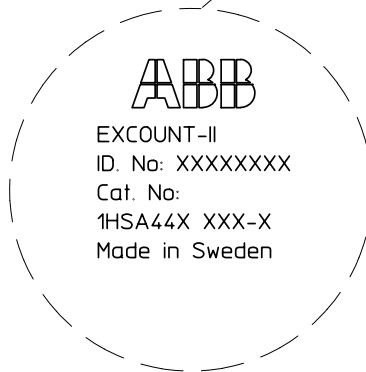 ABB
EXCOUNT-II
ID. No: XXXXXXXX
Cat. No:
1HSA44X XXX-X
Made in Sweden